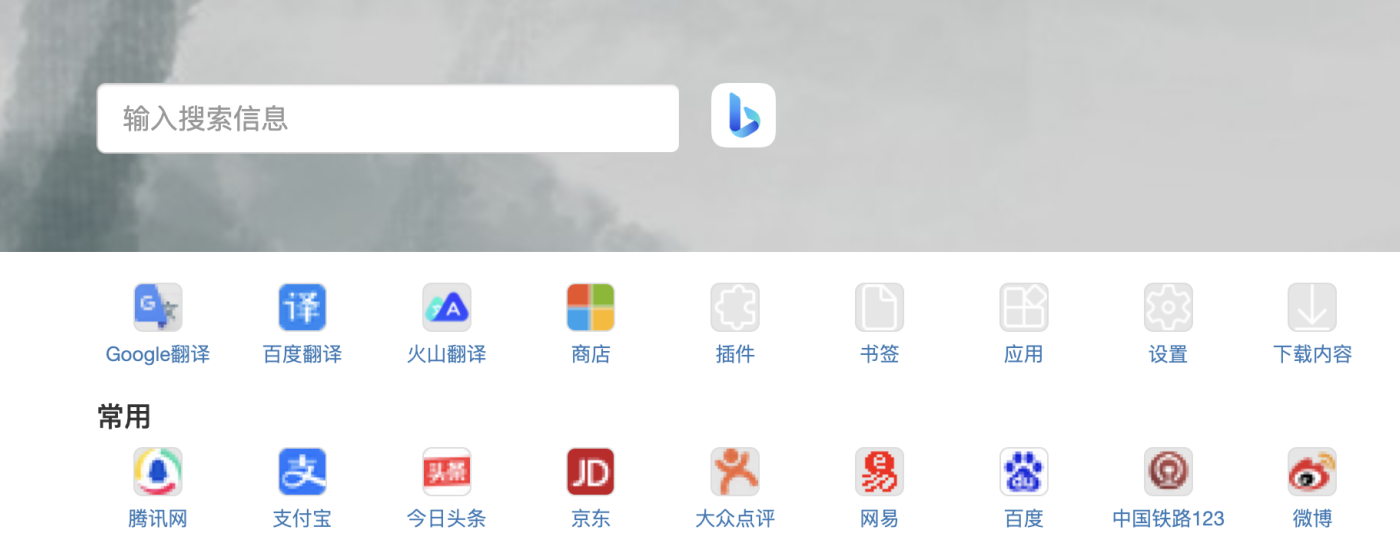 输入搜索信息
Google翻译 百度翻译 火山翻译 商店 插件 书签 应用 设置 下载内容
常用
腾讯网 支付宝 今日头条 京东 大众点评 网易 百度 中国铁路123 微博